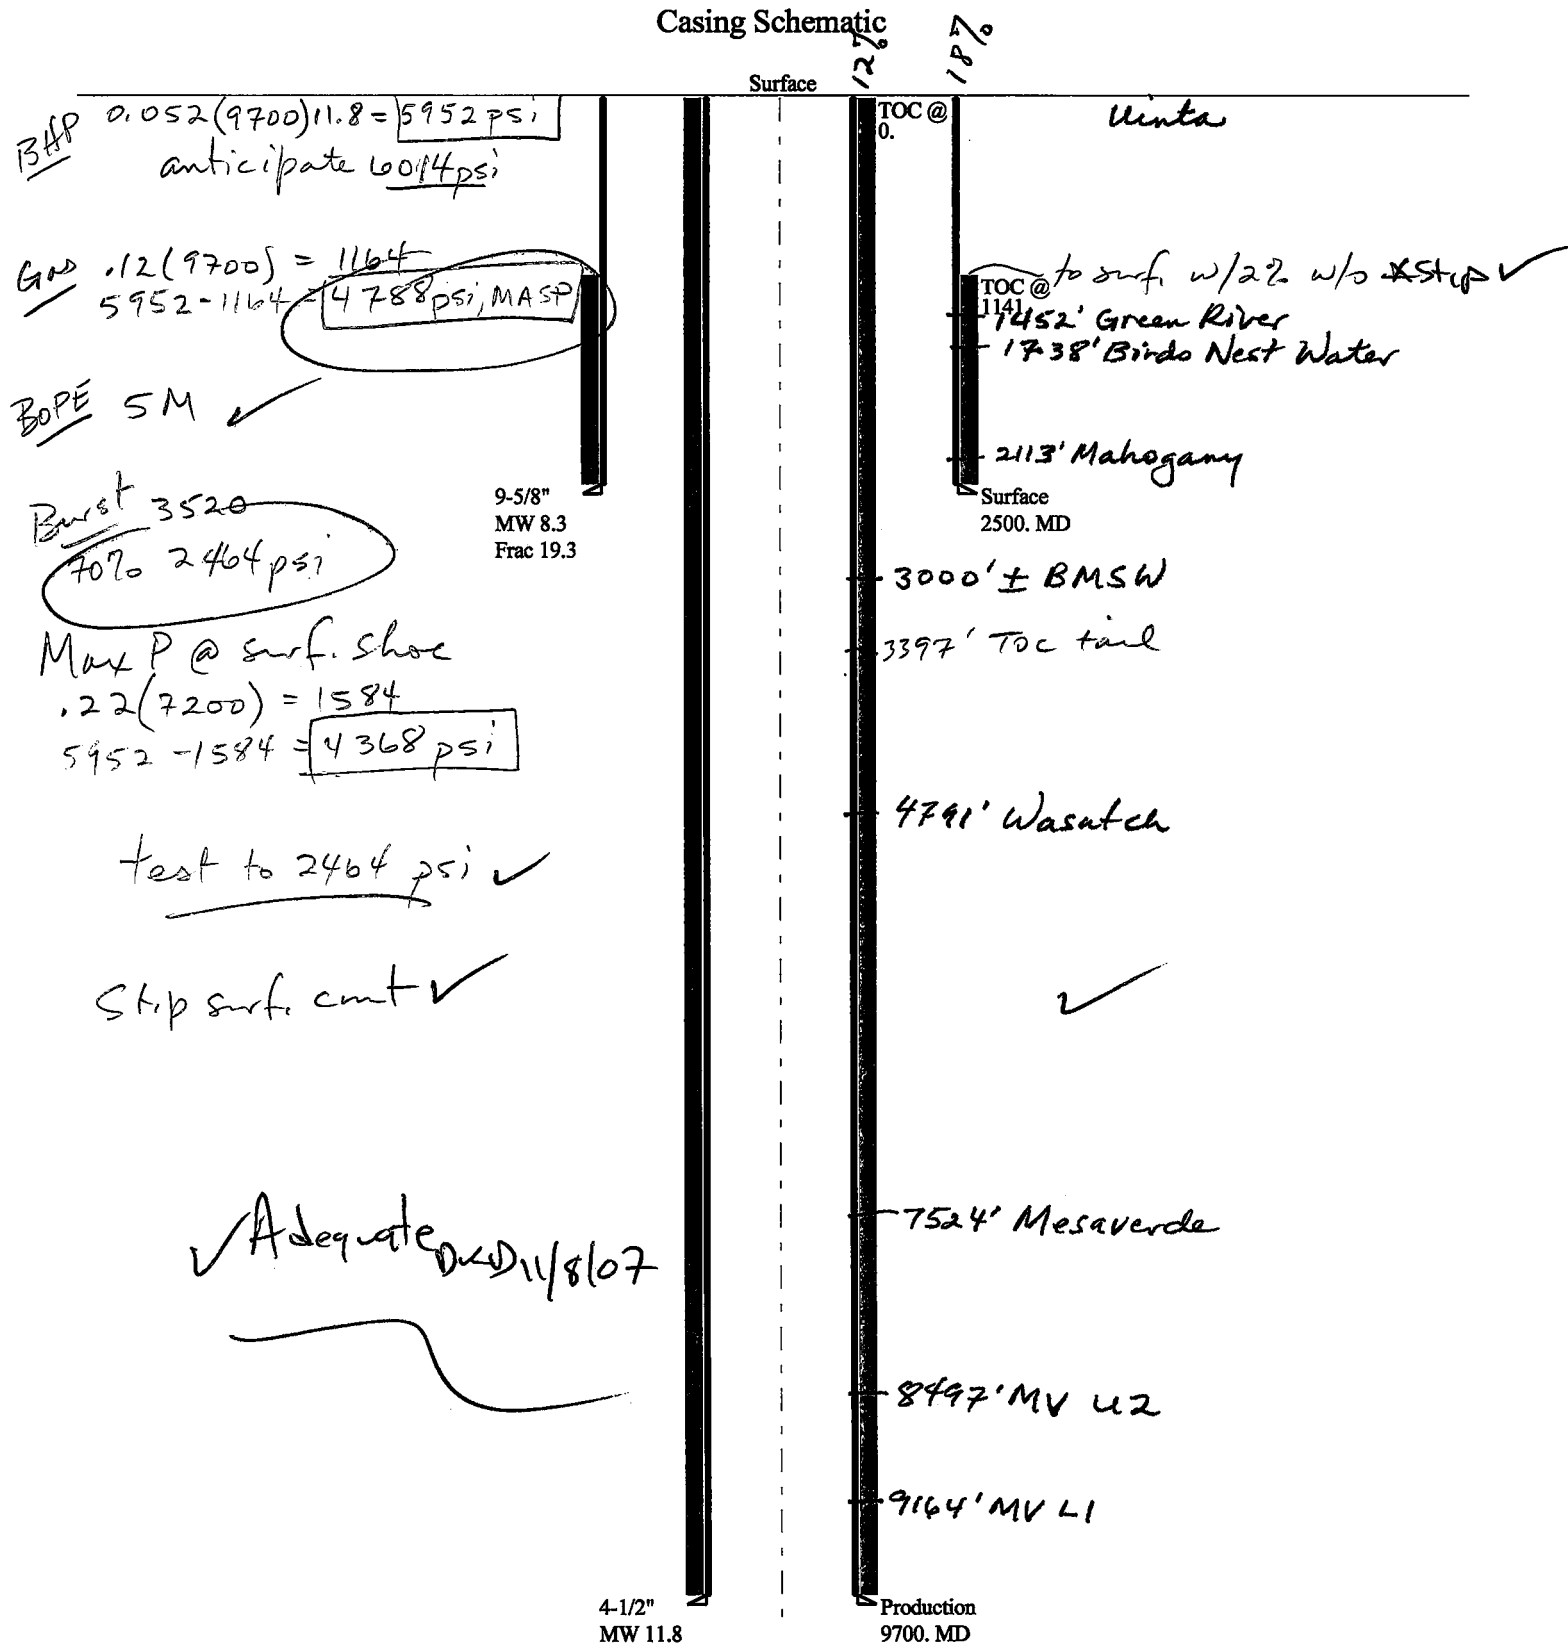 Casing Schematic
12%
18%
Surface
BHP 0.052(9700)11.8 = 5952 psi
anticipate 6014 psi
Gas .12(9700) = 1164
5952-1164 = 4788 psi, MASP
BOPE 5M ✓
Burst 3520
70% 2464 psi
Max P @ surf. shoe
.22(7200) = 1584
5952 - 1584 = 4368 psi
test to 2464 psi ✓
Stip surf. cmt ✓
✓ Adequate DKD 11/8/07
9-5/8"
MW 8.3
Frac 19.3
4-1/2"
MW 11.8
TOC @
0.
Uinta
to surf. w/2% w/o *Stip ✓
TOC @
1141.
1452' Green River
1738' Birds Nest Water
2113' Mahogany
Surface
2500. MD
3000' ± BMSW
3397' TOC tail
4791' Wasatch
✓
7524' Mesaverde
8497' MV U2
9164' MV L1
Production
9700. MD